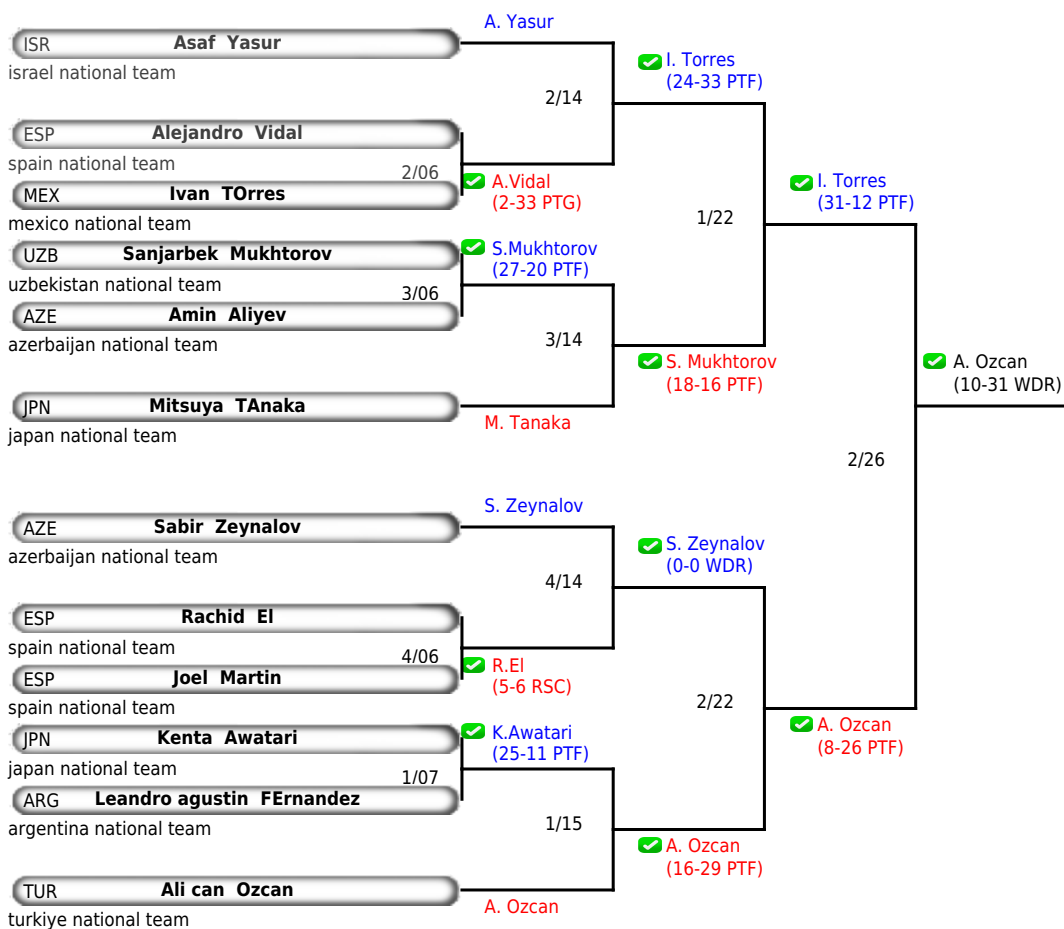 A. Yasur
ISR Asaf Yasur
israel national team
I. Torres
(24-33 PTF)
2/14
ESP Alejandro Vidal
spain national team
2/06
A.Vidal
(2-33 PTG)
MEX Ivan TOrres
mexico national team
I. Torres
(31-12 PTF)
1/22
UZB Sanjarbek Mukhtorov
uzbekistan national team
S.Mukhtorov
(27-20 PTF)
3/06
AZE Amin Aliyev
azerbaijan national team
3/14
S. Mukhtorov
(18-16 PTF)
A. Ozcan
(10-31 WDR)
JPN Mitsuya TAnaka
japan national team
M. Tanaka
2/26
S. Zeynalov
AZE Sabir Zeynalov
azerbaijan national team
S. Zeynalov
(0-0 WDR)
4/14
ESP Rachid El
spain national team
4/06
R.El
(5-6 RSC)
ESP Joel Martin
spain national team
2/22
A. Ozcan
(8-26 PTF)
JPN Kenta Awatari
japan national team
K.Awatari
(25-11 PTF)
1/07
ARG Leandro agustin FErnandez
argentina national team
1/15
A. Ozcan
(16-29 PTF)
TUR Ali can Ozcan
turkiye national team
A. Ozcan